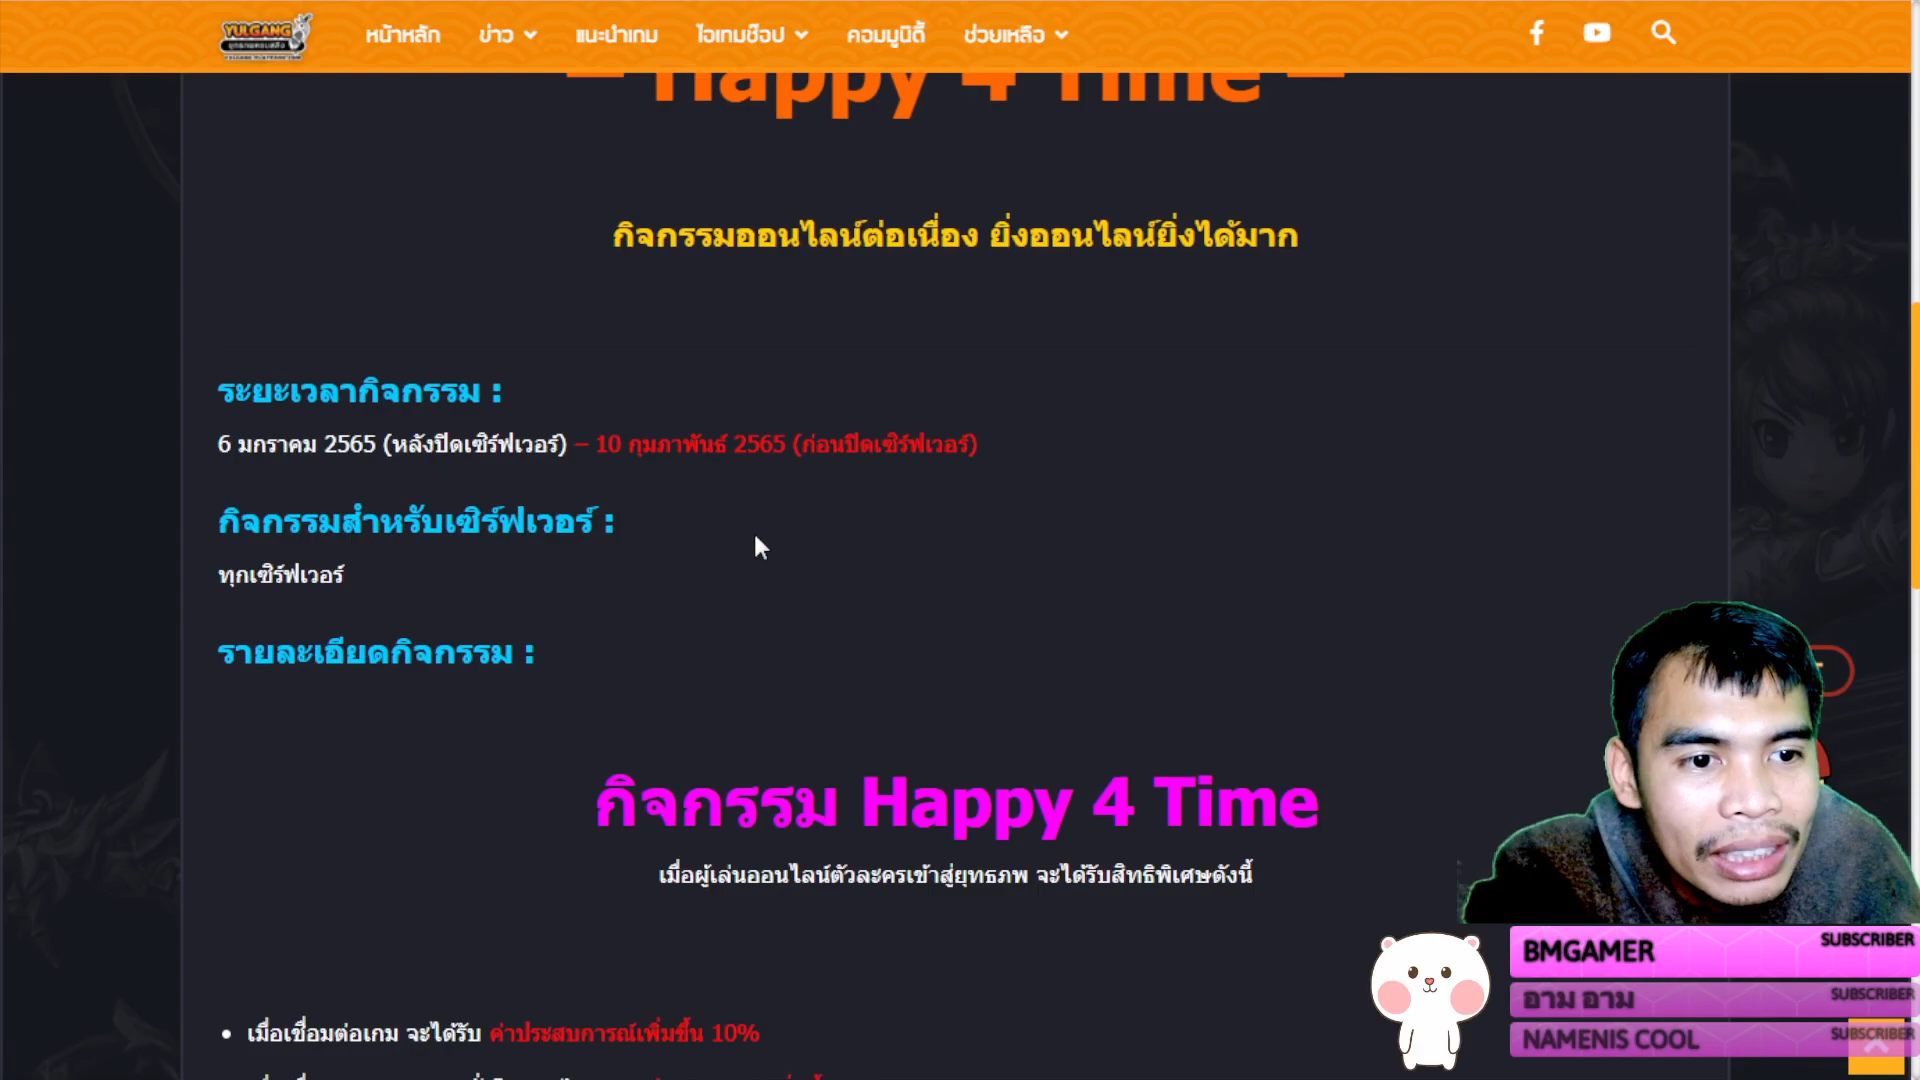 YULGANG
หน้าหลัก ข่าว แนะนำเกม ไอเทมช็อป คอมมูนิตี้ ช่วยเหลือ
– Happy 4 Time –
กิจกรรมออนไลน์ต่อเนื่อง ยิ่งออนไลน์ยิ่งได้มาก
ระยะเวลากิจกรรม :
6 มกราคม 2565 (หลังปิดเซิร์ฟเวอร์) – 10 กุมภาพันธ์ 2565 (ก่อนปิดเซิร์ฟเวอร์)
กิจกรรมสำหรับเซิร์ฟเวอร์ :
ทุกเซิร์ฟเวอร์
รายละเอียดกิจกรรม :
กิจกรรม Happy 4 Time
เมื่อผู้เล่นออนไลน์ตัวละครเข้าสู่ยุทธภพ จะได้รับสิทธิพิเศษดังนี้
• เมื่อเชื่อมต่อเกม จะได้รับ ค่าประสบการณ์เพิ่มขึ้น 10%
BMGAMER SUBSCRIBER
อาม อาม SUBSCRIBER
NAMENIS COOL SUBSCRIBER